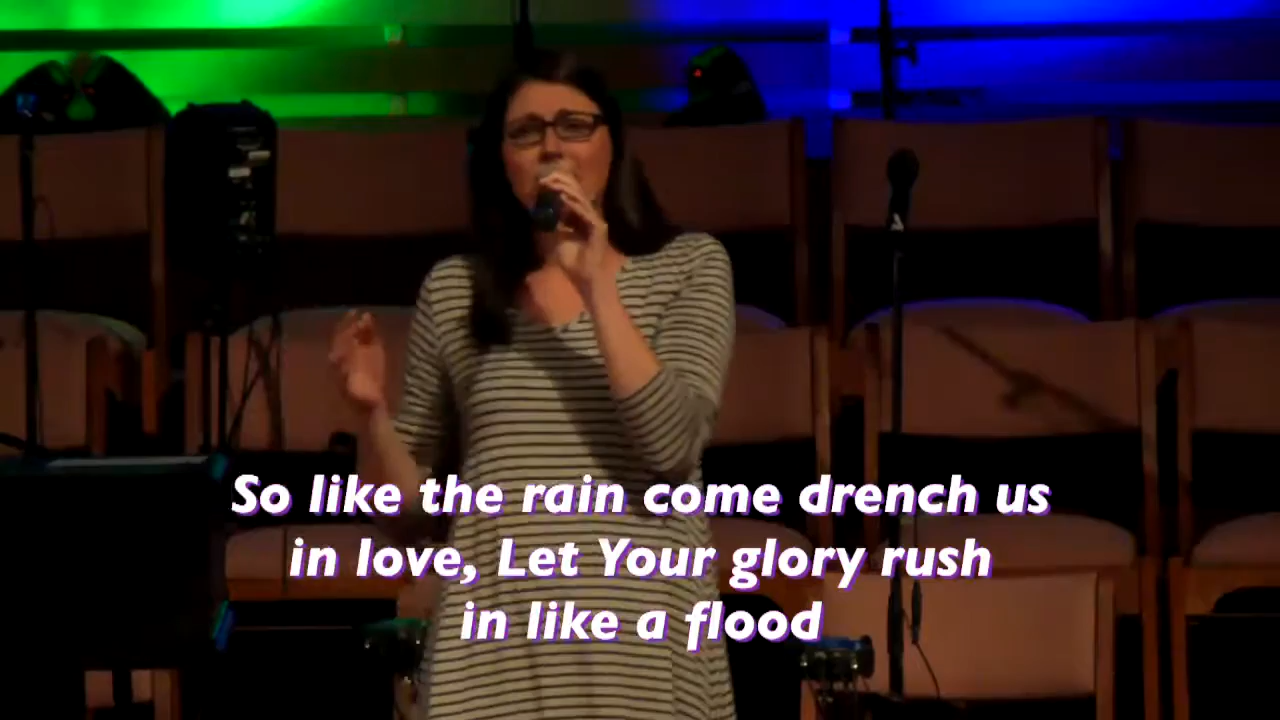 So like the rain come drench us
in love, Let Your glory rush
in like a flood